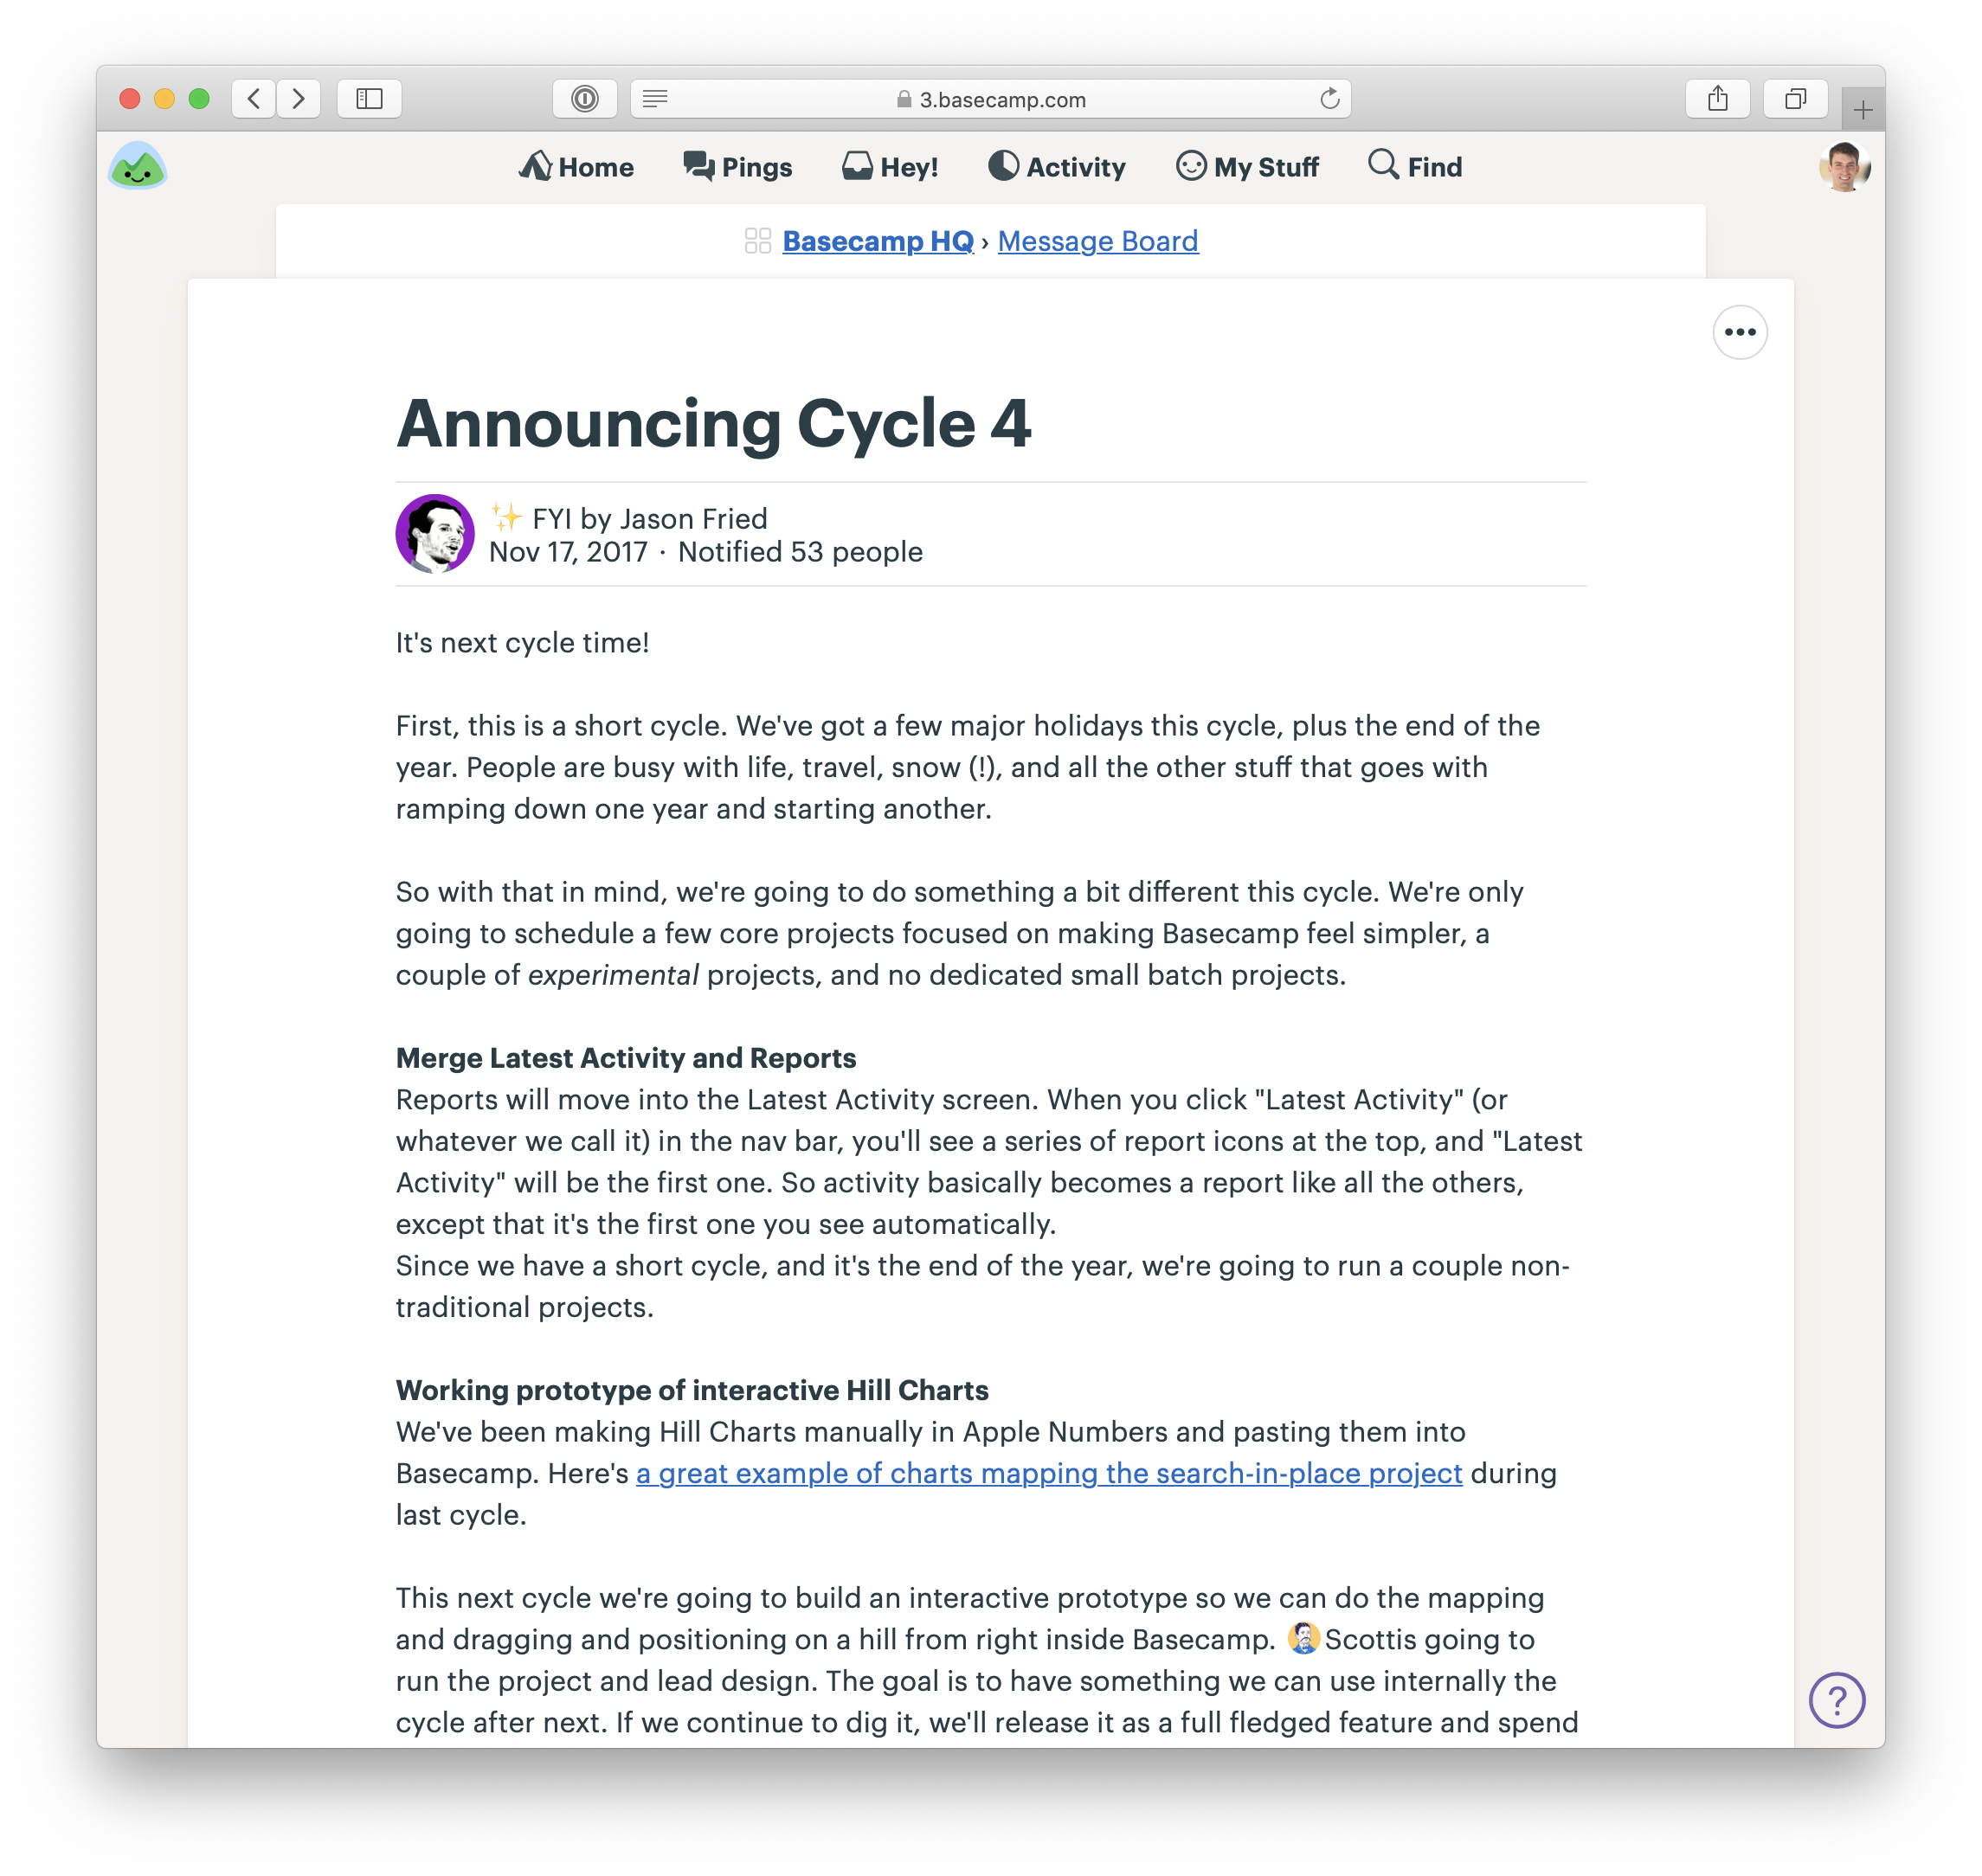 3.basecamp.com
Home Pings Hey! Activity My Stuff Find
Basecamp HQ › Message Board
Announcing Cycle 4
✨ FYI by Jason Fried
Nov 17, 2017 · Notified 53 people
It's next cycle time!
First, this is a short cycle. We've got a few major holidays this cycle, plus the end of the
year. People are busy with life, travel, snow (!), and all the other stuff that goes with
ramping down one year and starting another.
So with that in mind, we're going to do something a bit different this cycle. We're only
going to schedule a few core projects focused on making Basecamp feel simpler, a
couple of experimental projects, and no dedicated small batch projects.
Merge Latest Activity and Reports
Reports will move into the Latest Activity screen. When you click "Latest Activity" (or
whatever we call it) in the nav bar, you'll see a series of report icons at the top, and "Latest
Activity" will be the first one. So activity basically becomes a report like all the others,
except that it's the first one you see automatically.
Since we have a short cycle, and it's the end of the year, we're going to run a couple non-
traditional projects.
Working prototype of interactive Hill Charts
We've been making Hill Charts manually in Apple Numbers and pasting them into
Basecamp. Here's a great example of charts mapping the search-in-place project during
last cycle.
This next cycle we're going to build an interactive prototype so we can do the mapping
and dragging and positioning on a hill from right inside Basecamp. Scottis going to
run the project and lead design. The goal is to have something we can use internally the
cycle after next. If we continue to dig it, we'll release it as a full fledged feature and spend
?